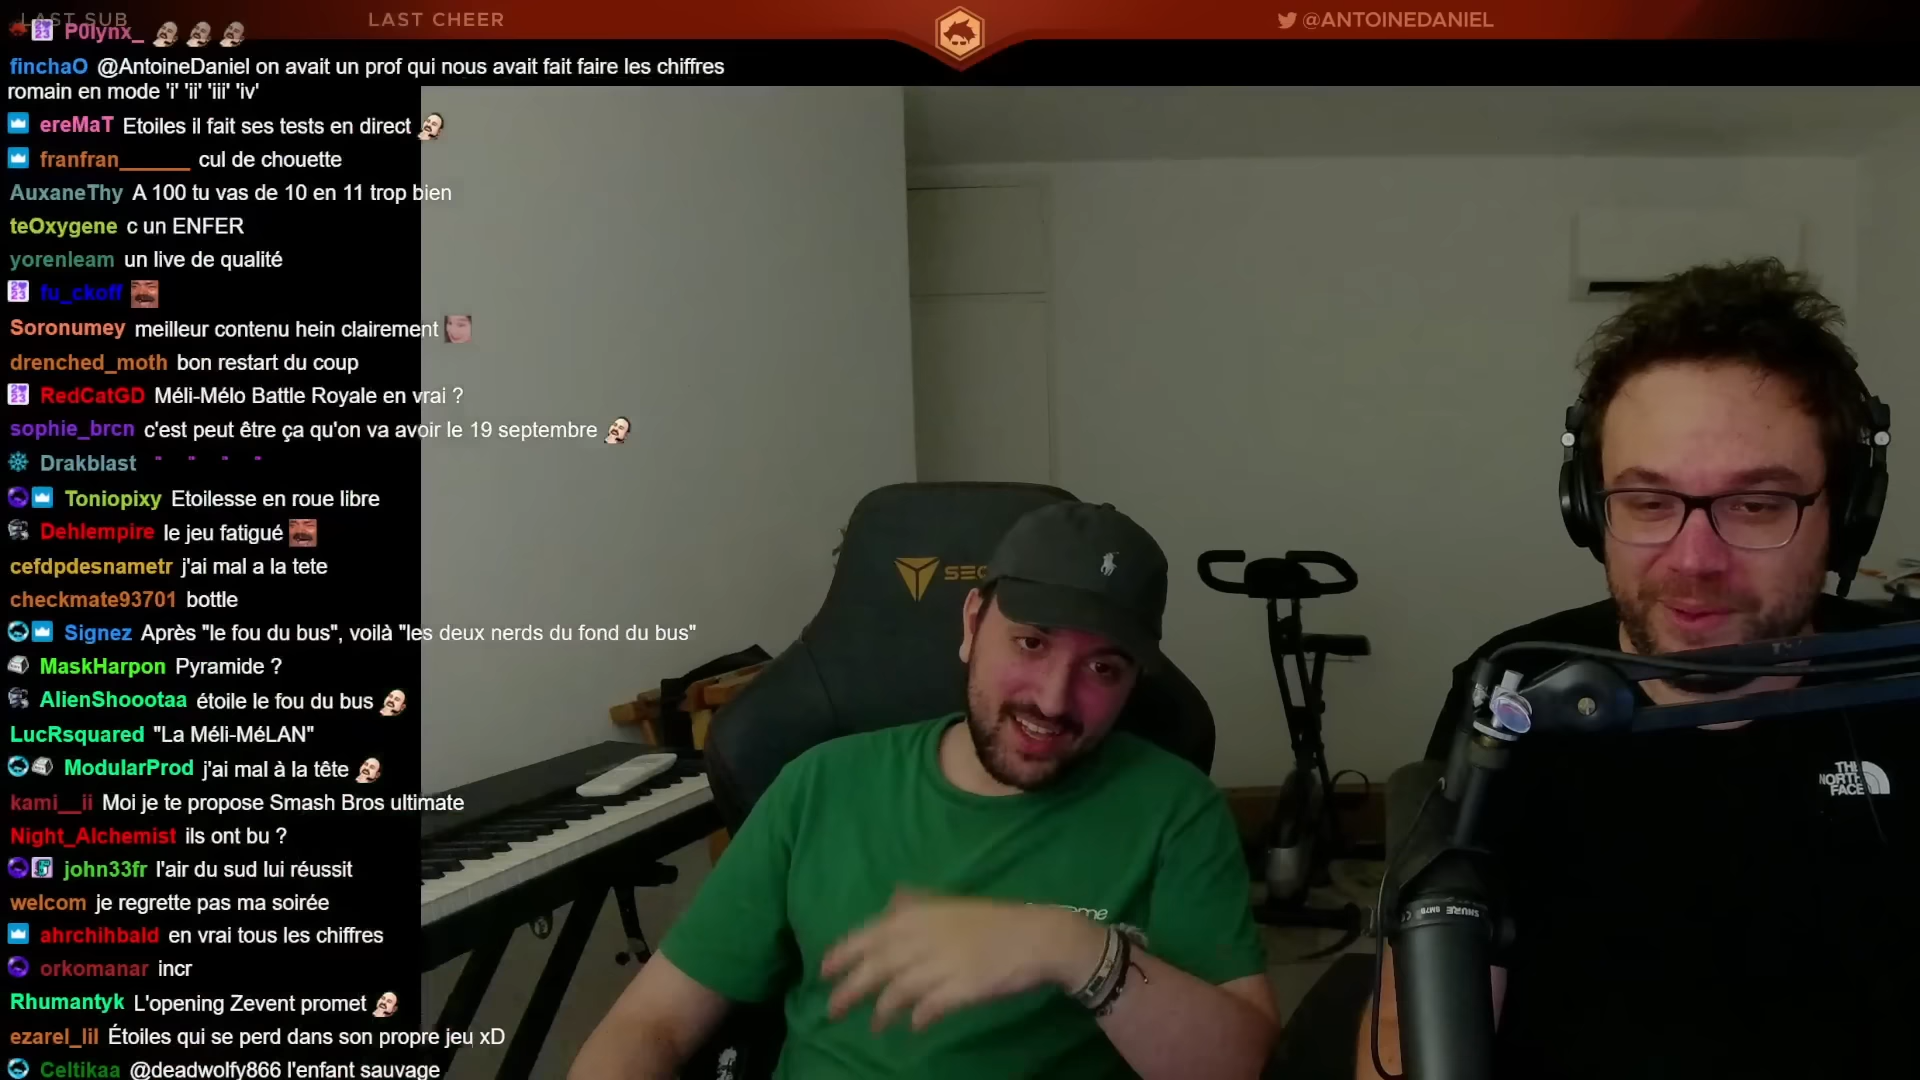 LAST SUB
LAST CHEER
@ANTOINEDANIEL
P0lynx_
finchaO @AntoineDaniel on avait un prof qui nous avait fait faire les chiffres
romain en mode 'i' 'ii' 'iii' 'iv'
ereMaT Etoiles il fait ses tests en direct
franfran______ cul de chouette
AuxaneThy A 100 tu vas de 10 en 11 trop bien
teOxygene c un ENFER
yorenleam un live de qualité
fu_ckoff
Soronumey meilleur contenu hein clairement
drenched_moth bon restart du coup
RedCatGD Méli-Mélo Battle Royale en vrai ?
sophie_brcn c'est peut être ça qu'on va avoir le 19 septembre
Drakblast
Toniopixy Etoilesse en roue libre
Dehlempire le jeu fatigué
cefdpdesnametr j'ai mal a la tete
checkmate93701 bottle
Signez Après "le fou du bus", voilà "les deux nerds du fond du bus"
MaskHarpon Pyramide ?
AlienShoootaa étoile le fou du bus
LucRsquared "La Méli-MéLAN"
ModularProd j'ai mal à la tête
kami__ii Moi je te propose Smash Bros ultimate
Night_Alchemist ils ont bu ?
john33fr l'air du sud lui réussit
welcom je regrette pas ma soirée
ahrchihbald en vrai tous les chiffres
orkomanar incr
Rhumantyk L'opening Zevent promet
ezarel_lil Étoiles qui se perd dans son propre jeu xD
Celtikaa @deadwolfy866 l'enfant sauvage
SEC
THE
NORTH
FACE
SHURE SM7B